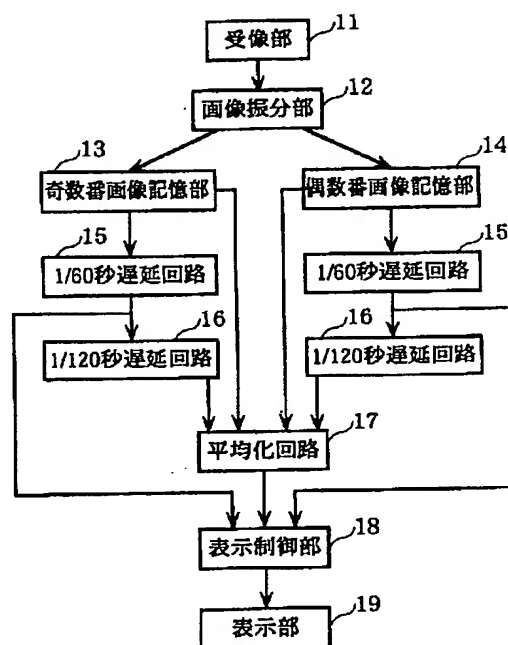 受像部
11
画像振分部
12
13
奇数番画像記憶部
14
偶数番画像記憶部
15
1/60秒遅延回路
15
1/60秒遅延回路
16
1/120秒遅延回路
16
1/120秒遅延回路
平均化回路
17
表示制御部
18
表示部
19